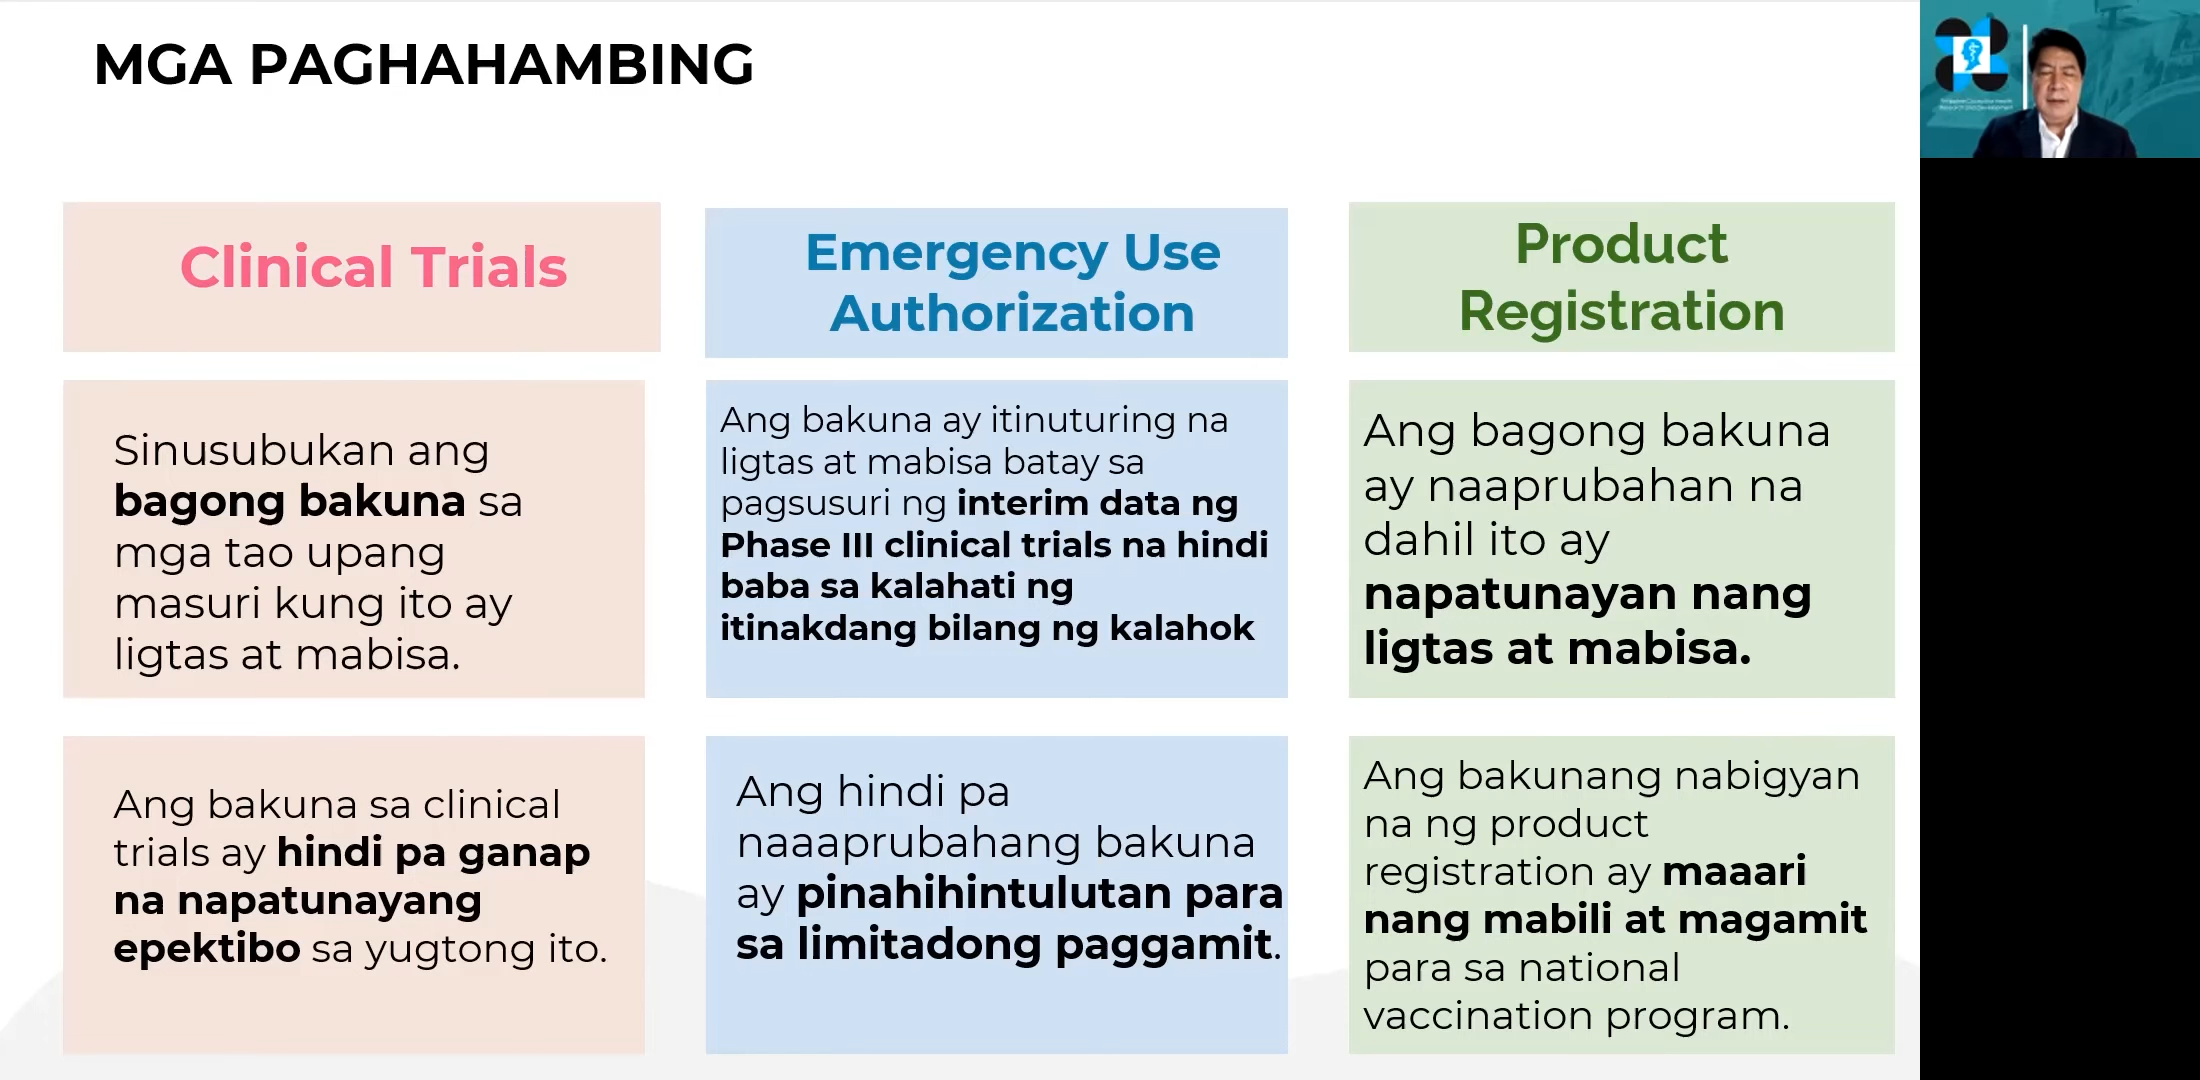 MGA PAGHAHAMBING
Clinical Trials
Sinusubukan ang
bagong bakuna sa
mga tao upang
masuri kung ito ay
ligtas at mabisa.
Ang bakuna sa clinical
trials ay hindi pa ganap
na napatunayang
epektibo sa yugtong ito.
Emergency Use
Authorization
Ang bakuna ay itinuturing na
ligtas at mabisa batay sa
pagsusuri ng interim data ng
Phase III clinical trials na hindi
baba sa kalahati ng
itinakdang bilang ng kalahok
Ang hindi pa
naaaprubahang bakuna
ay pinahihintulutan para
sa limitadong paggamit.
Product
Registration
Ang bagong bakuna
ay naaprubahan na
dahil ito ay
napatunayan nang
ligtas at mabisa.
Ang bakunang nabigyan
na ng product
registration ay maaari
nang mabili at magamit
para sa national
vaccination program.